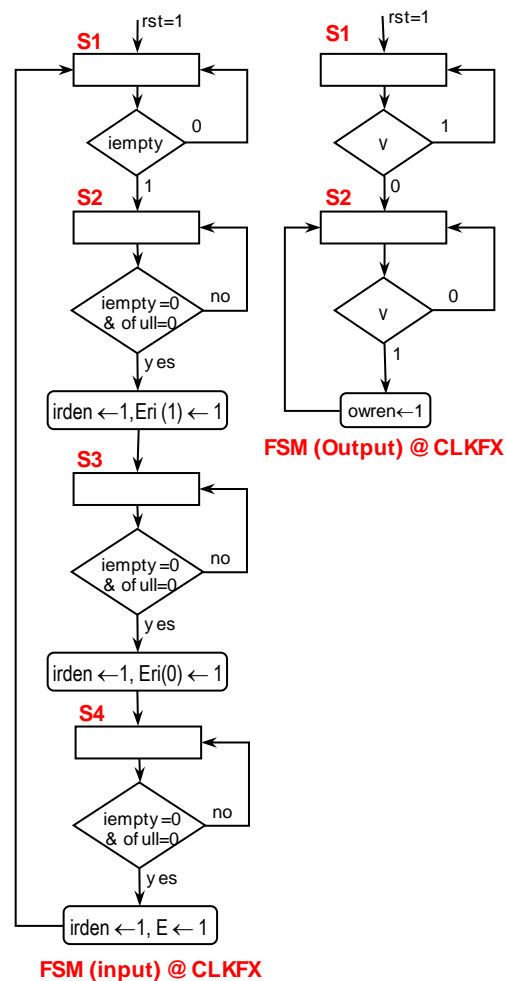 rst=1
S1
iempty
0
1
S2
iempty=0
& ofull=0
no
yes
irden ←1,Eri (1) ← 1
S3
iempty=0
& ofull=0
no
yes
irden ←1, Eri(0) ← 1
S4
iempty=0
& ofull=0
no
yes
irden ←1, E ← 1
FSM (input) @ CLKFX
rst=1
S1
v
1
0
S2
v
0
1
owren←1
FSM (Output) @ CLKFX